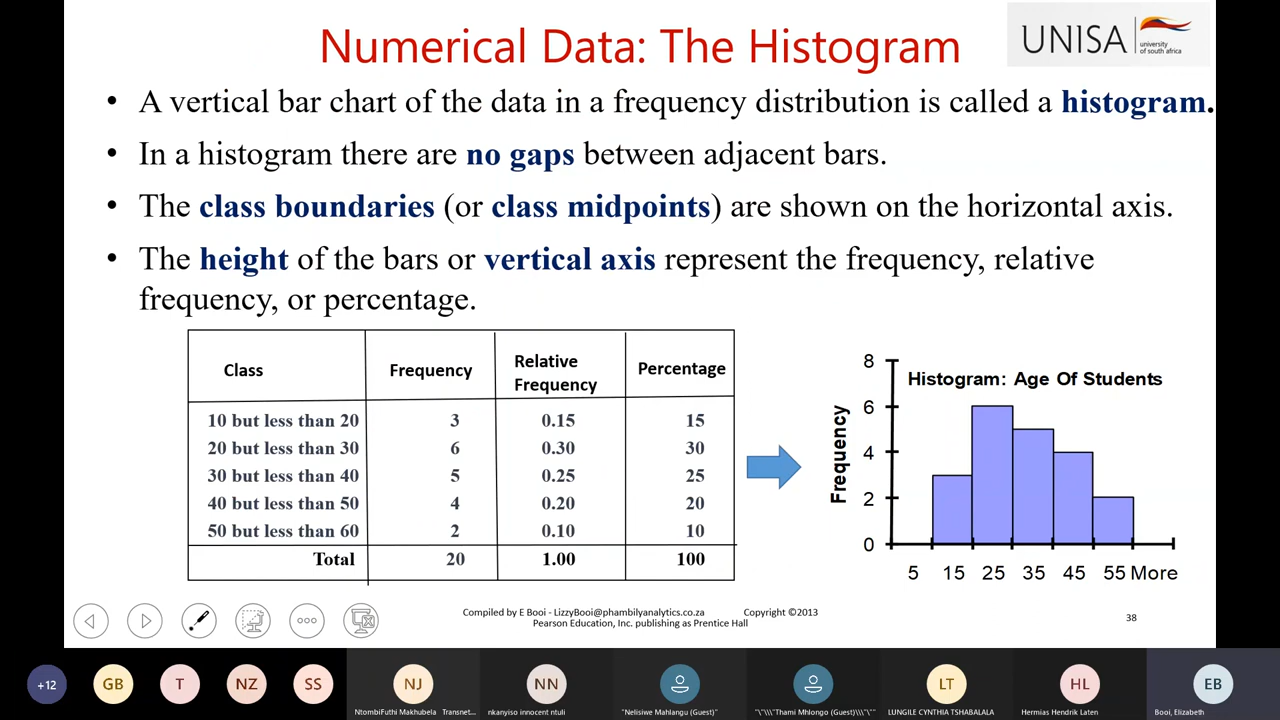 Numerical Data: The Histogram
UNISA
university
of south africa
• A vertical bar chart of the data in a frequency distribution is called a histogram.
• In a histogram there are no gaps between adjacent bars.
• The class boundaries (or class midpoints) are shown on the horizontal axis.
• The height of the bars or vertical axis represent the frequency, relative
frequency, or percentage.
Class Frequency Relative Frequency Percentage
10 but less than 20 3 0.15 15
20 but less than 30 6 0.30 30
30 but less than 40 5 0.25 25
40 but less than 50 4 0.20 20
50 but less than 60 2 0.10 10
Total 20 1.00 100
Histogram: Age Of Students
Frequency
8
6
4
2
0
5 15 25 35 45 55 More
Compiled by E Booi - LizzyBooi@phambilyanalytics.co.za Copyright ©2013
Pearson Education, Inc. publishing as Prentice Hall
38
+12 GB T NZ SS NJ NN LT HL EB
NtombiFuthi Makhubela Transnet...
nkanyiso innocent ntuli
"Nelisiwe Mahlangu (Guest)"
"\"\\\"Thami Mhlongo (Guest)\\\"\""
LUNGILE CYNTHIA TSHABALALA
Hermias Hendrik Laten
Booi, Elizabeth